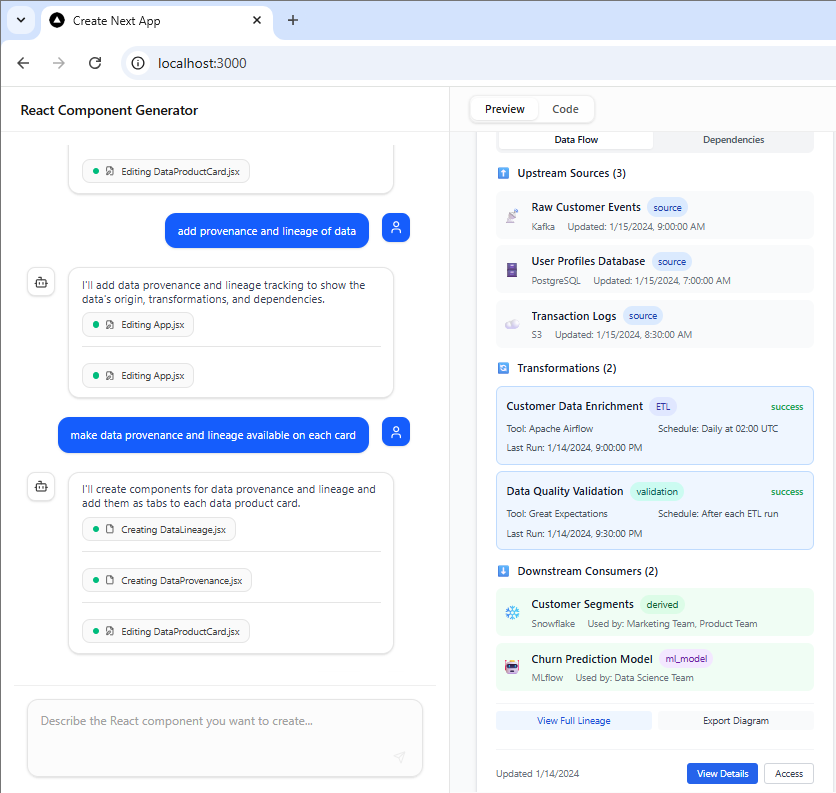 Create Next App
localhost:3000
React Component Generator
Editing DataProductCard.jsx
add provenance and lineage of data
I'll add data provenance and lineage tracking to show the
data's origin, transformations, and dependencies.
Editing App.jsx
Editing App.jsx
make data provenance and lineage available on each card
I'll create components for data provenance and lineage and
add them as tabs to each data product card.
Creating DataLineage.jsx
Creating DataProvenance.jsx
Editing DataProductCard.jsx
Describe the React component you want to create...
Preview Code
Data Flow Dependencies
Upstream Sources (3)
Raw Customer Events source
Kafka Updated: 1/15/2024, 9:00:00 AM
User Profiles Database source
PostgreSQL Updated: 1/15/2024, 7:00:00 AM
Transaction Logs source
S3 Updated: 1/15/2024, 8:30:00 AM
Transformations (2)
Customer Data Enrichment ETL success
Tool: Apache Airflow Schedule: Daily at 02:00 UTC
Last Run: 1/14/2024, 9:00:00 PM
Data Quality Validation validation success
Tool: Great Expectations Schedule: After each ETL run
Last Run: 1/14/2024, 9:30:00 PM
Downstream Consumers (2)
Customer Segments derived
Snowflake Used by: Marketing Team, Product Team
Churn Prediction Model ml_model
MLflow Used by: Data Science Team
View Full Lineage Export Diagram
Updated 1/14/2024 View Details Access